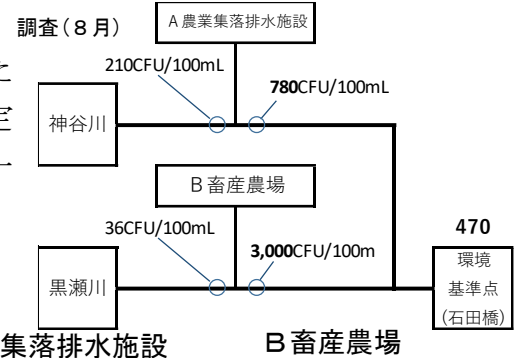 調査(８月)
Ａ農業集落排水施設
210CFU/100mL
780CFU/100mL
神谷川
Ｂ畜産農場
36CFU/100mL
3,000CFU/100m
黒瀬川
470
環境
基準点
(石田橋)
集落排水施設
Ｂ畜産農場